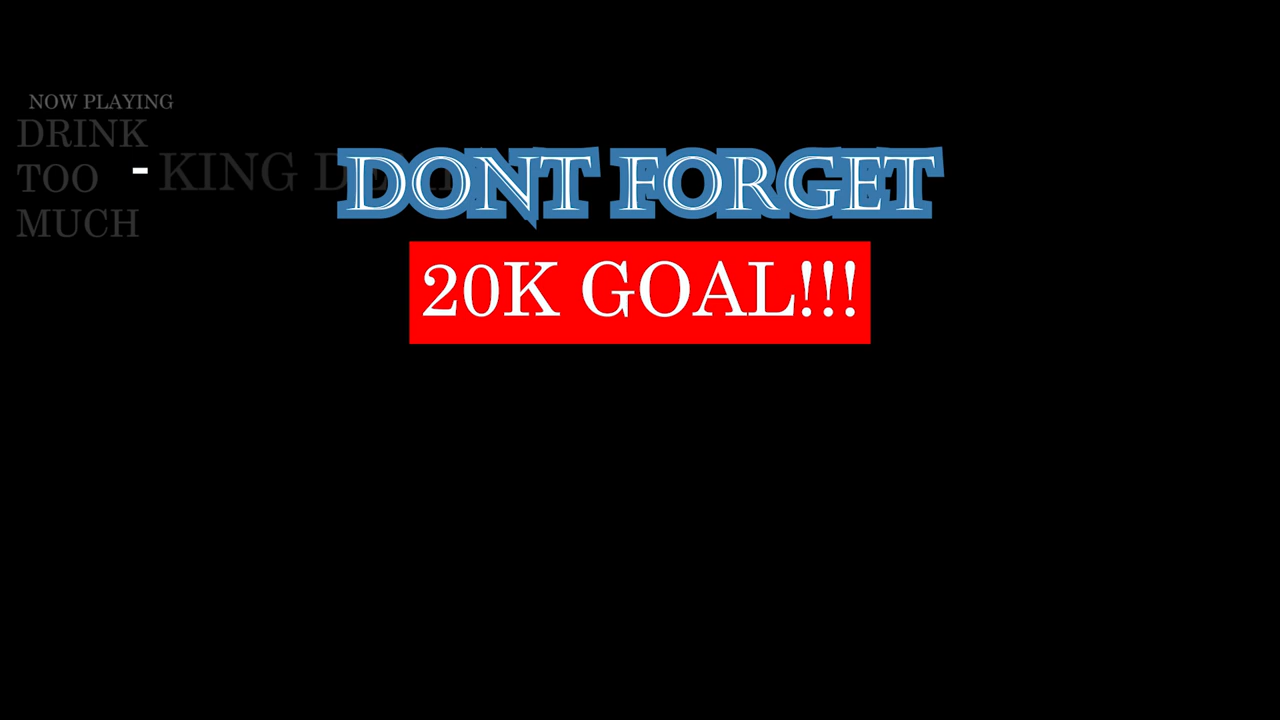 NOW PLAYING
DRINK
TOO
MUCH
- KING
DONT FORGET
20K GOAL!!!